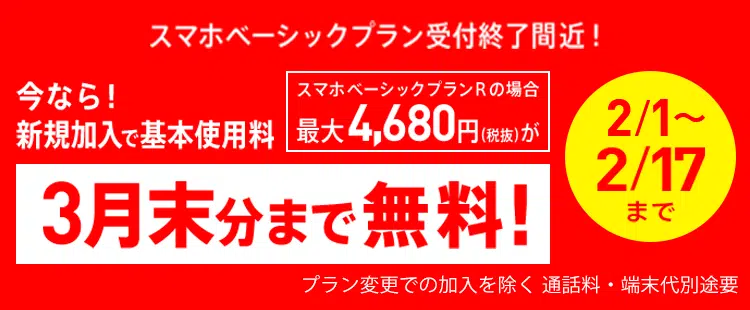 スマホベーシックプラン受付終了間近！
今なら！
新規加入で基本使用料
スマホベーシックプランRの場合
最大4,680円(税抜)が
3月末分まで無料！
2/1～
2/17
まで
プラン変更での加入を除く 通話料・端末代別途要